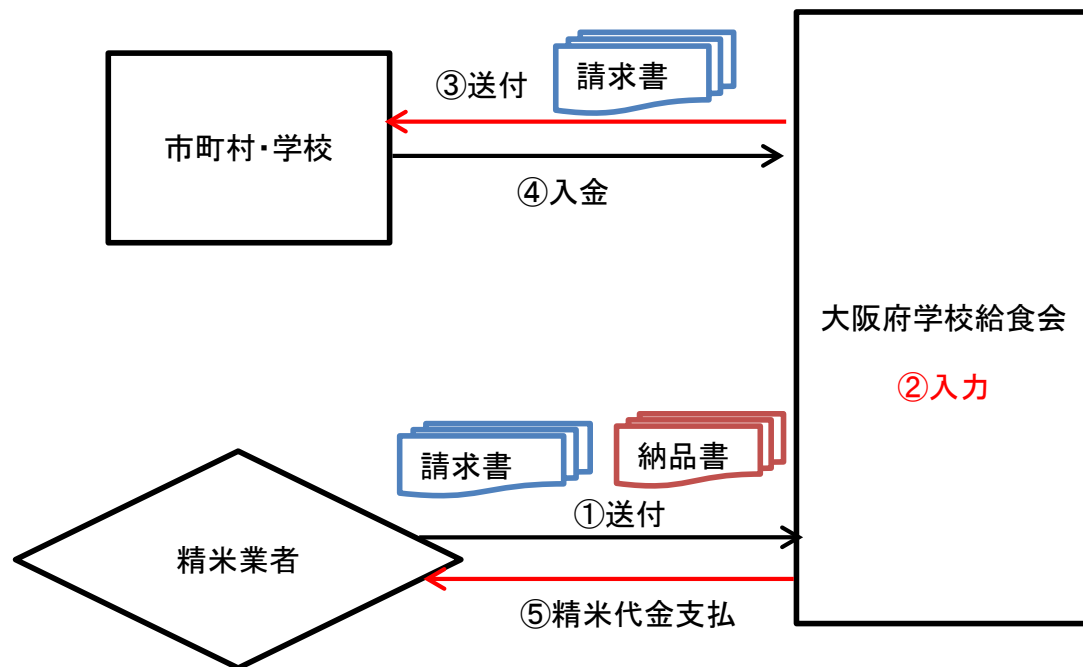 請求書
③送付
市町村・学校
④入金
大阪府学校給食会
②入力
請求書
納品書
①送付
精米業者
⑤精米代金支払